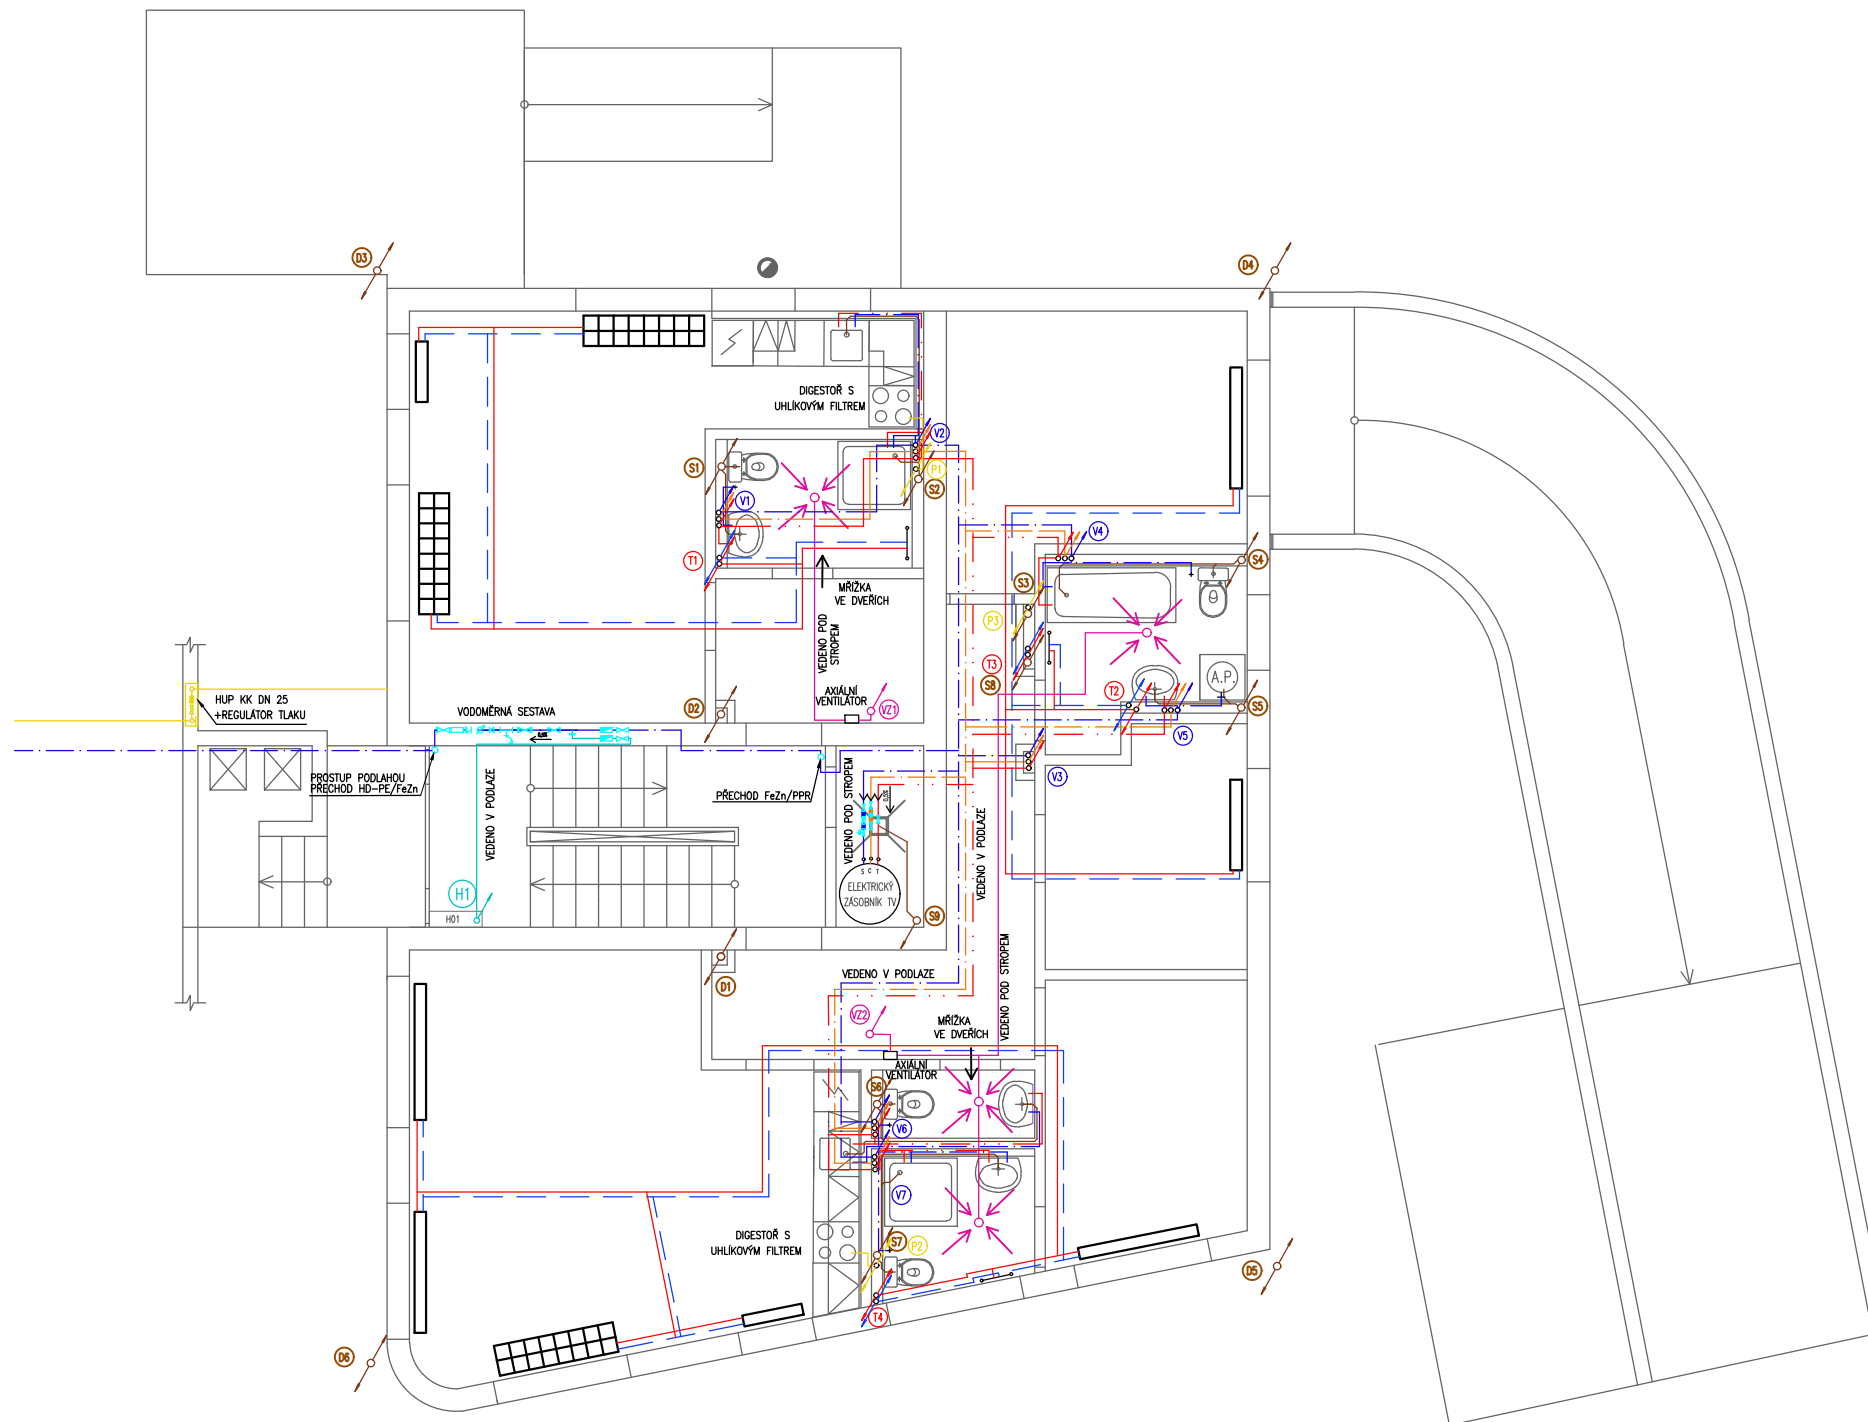 D3
D4
DIGESTOŘ S
UHLÍKOVÝM FILTREM
V2
P1
S1
S2
V1
T1
V4
S4
S3
MŘÍŽKA
VE DVEŘÍCH
P3
VEDENO POD
STROPEM
T3
S8
T2
A.P.
HUP KK DN 25
+REGULÁTOR TLAKU
AXIÁLNÍ
VENTILÁTOR
D2
VZ1
S5
VODOMĚRNÁ SESTAVA
V5
V3
PROSTUP PODLAHOU
PŘECHOD HD-PE/FeZn
VEDENO V PODLAZE
PŘECHOD FeZn/PPR
VEDENO POD STROPEM
0,5%
VEDENO V PODLAZE
S C T
ELEKTRICKÝ
ZÁSOBNÍK TV
H1
H01
S9
VEDENO V PODLAZE
VEDENO POD STROPEM
D1
VZ2
MŘÍŽKA
VE DVEŘÍCH
AXIÁLNÍ
VENTILÁTOR
S6
V6
V7
DIGESTOŘ S
UHLÍKOVÝM FILTREM
S7
P2
D5
T4
D6